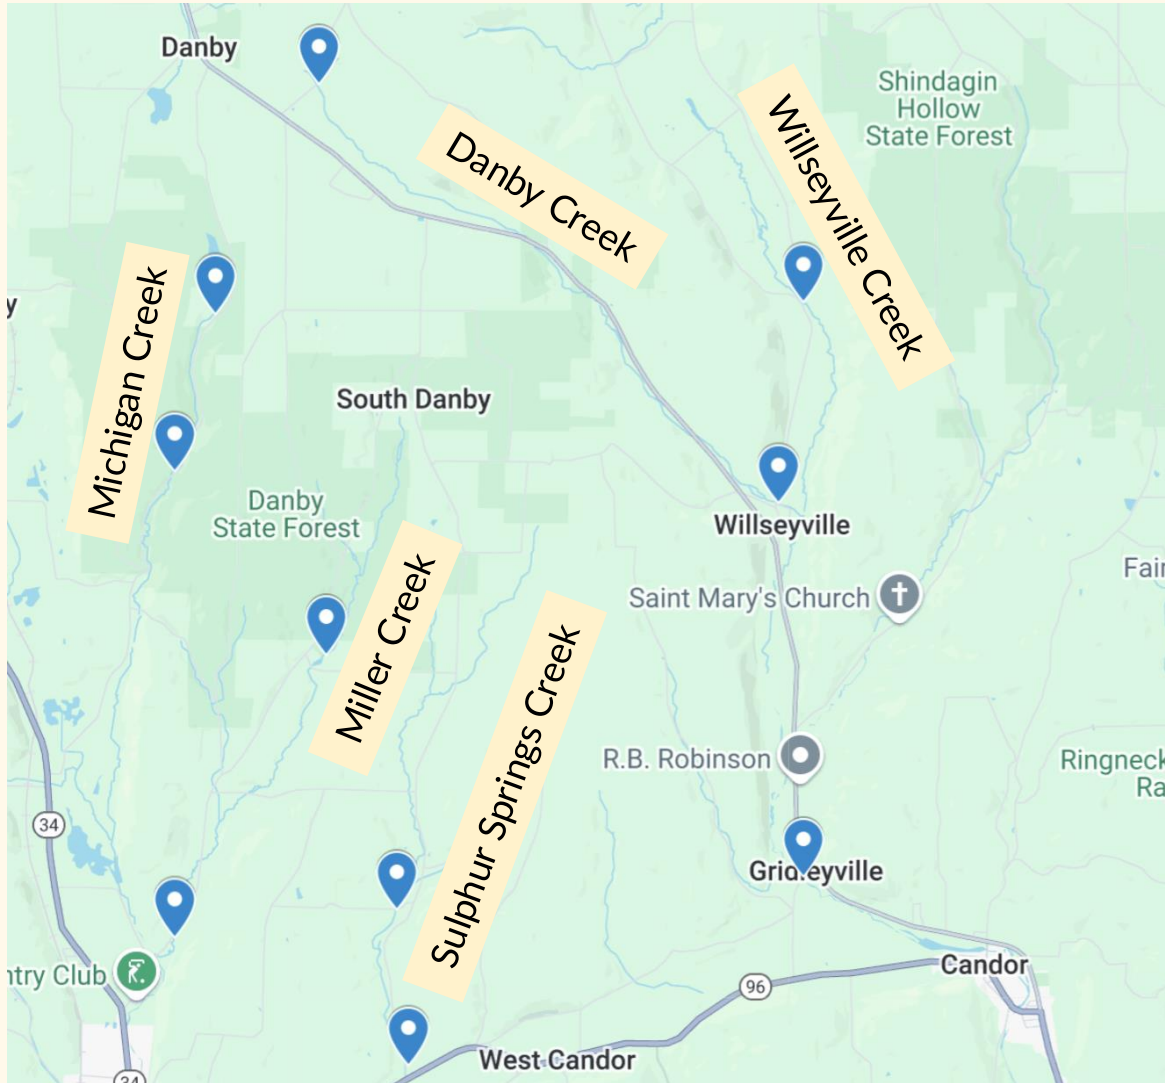 Danby
Shindagin
Hollow
State Forest
Danby Creek
Willseyville Creek
Michigan Creek
y
South Danby
Danby
State Forest
Willseyville
Miller Creek
Fair
Saint Mary's Church
Sulphur Springs Creek
R.B. Robinson
Ringneck
Ra
34
Gridleyville
ntry Club
Candor
96
West Candor
34